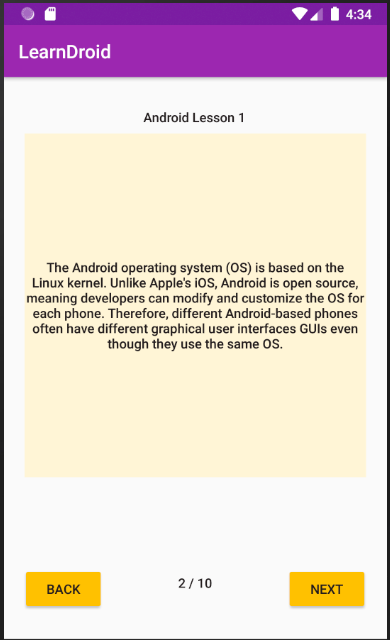 4:34
LearnDroid
Android Lesson 1
The Android operating system (OS) is based on the
Linux kernel. Unlike Apple's iOS, Android is open source,
meaning developers can modify and customize the OS for
each phone. Therefore, different Android-based phones
often have different graphical user interfaces GUIs even
though they use the same OS.
BACK
2 / 10
NEXT